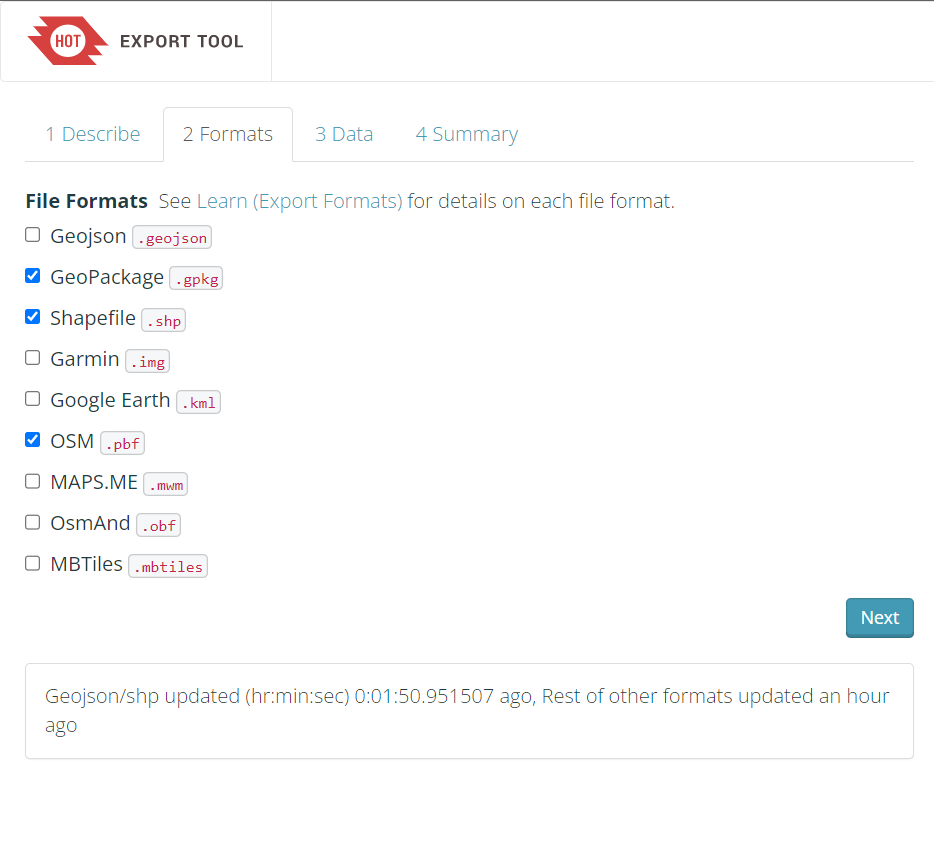 HOT EXPORT TOOL
1 Describe 2 Formats 3 Data 4 Summary
File Formats See Learn (Export Formats) for details on each file format.
Geojson .geojson
GeoPackage .gpkg
Shapefile .shp
Garmin .img
Google Earth .kml
OSM .pbf
MAPS.ME .mwm
OsmAnd .obf
MBTiles .mbtiles
Next
Geojson/shp updated (hr:min:sec) 0:01:50.951507 ago, Rest of other formats updated an hour
ago